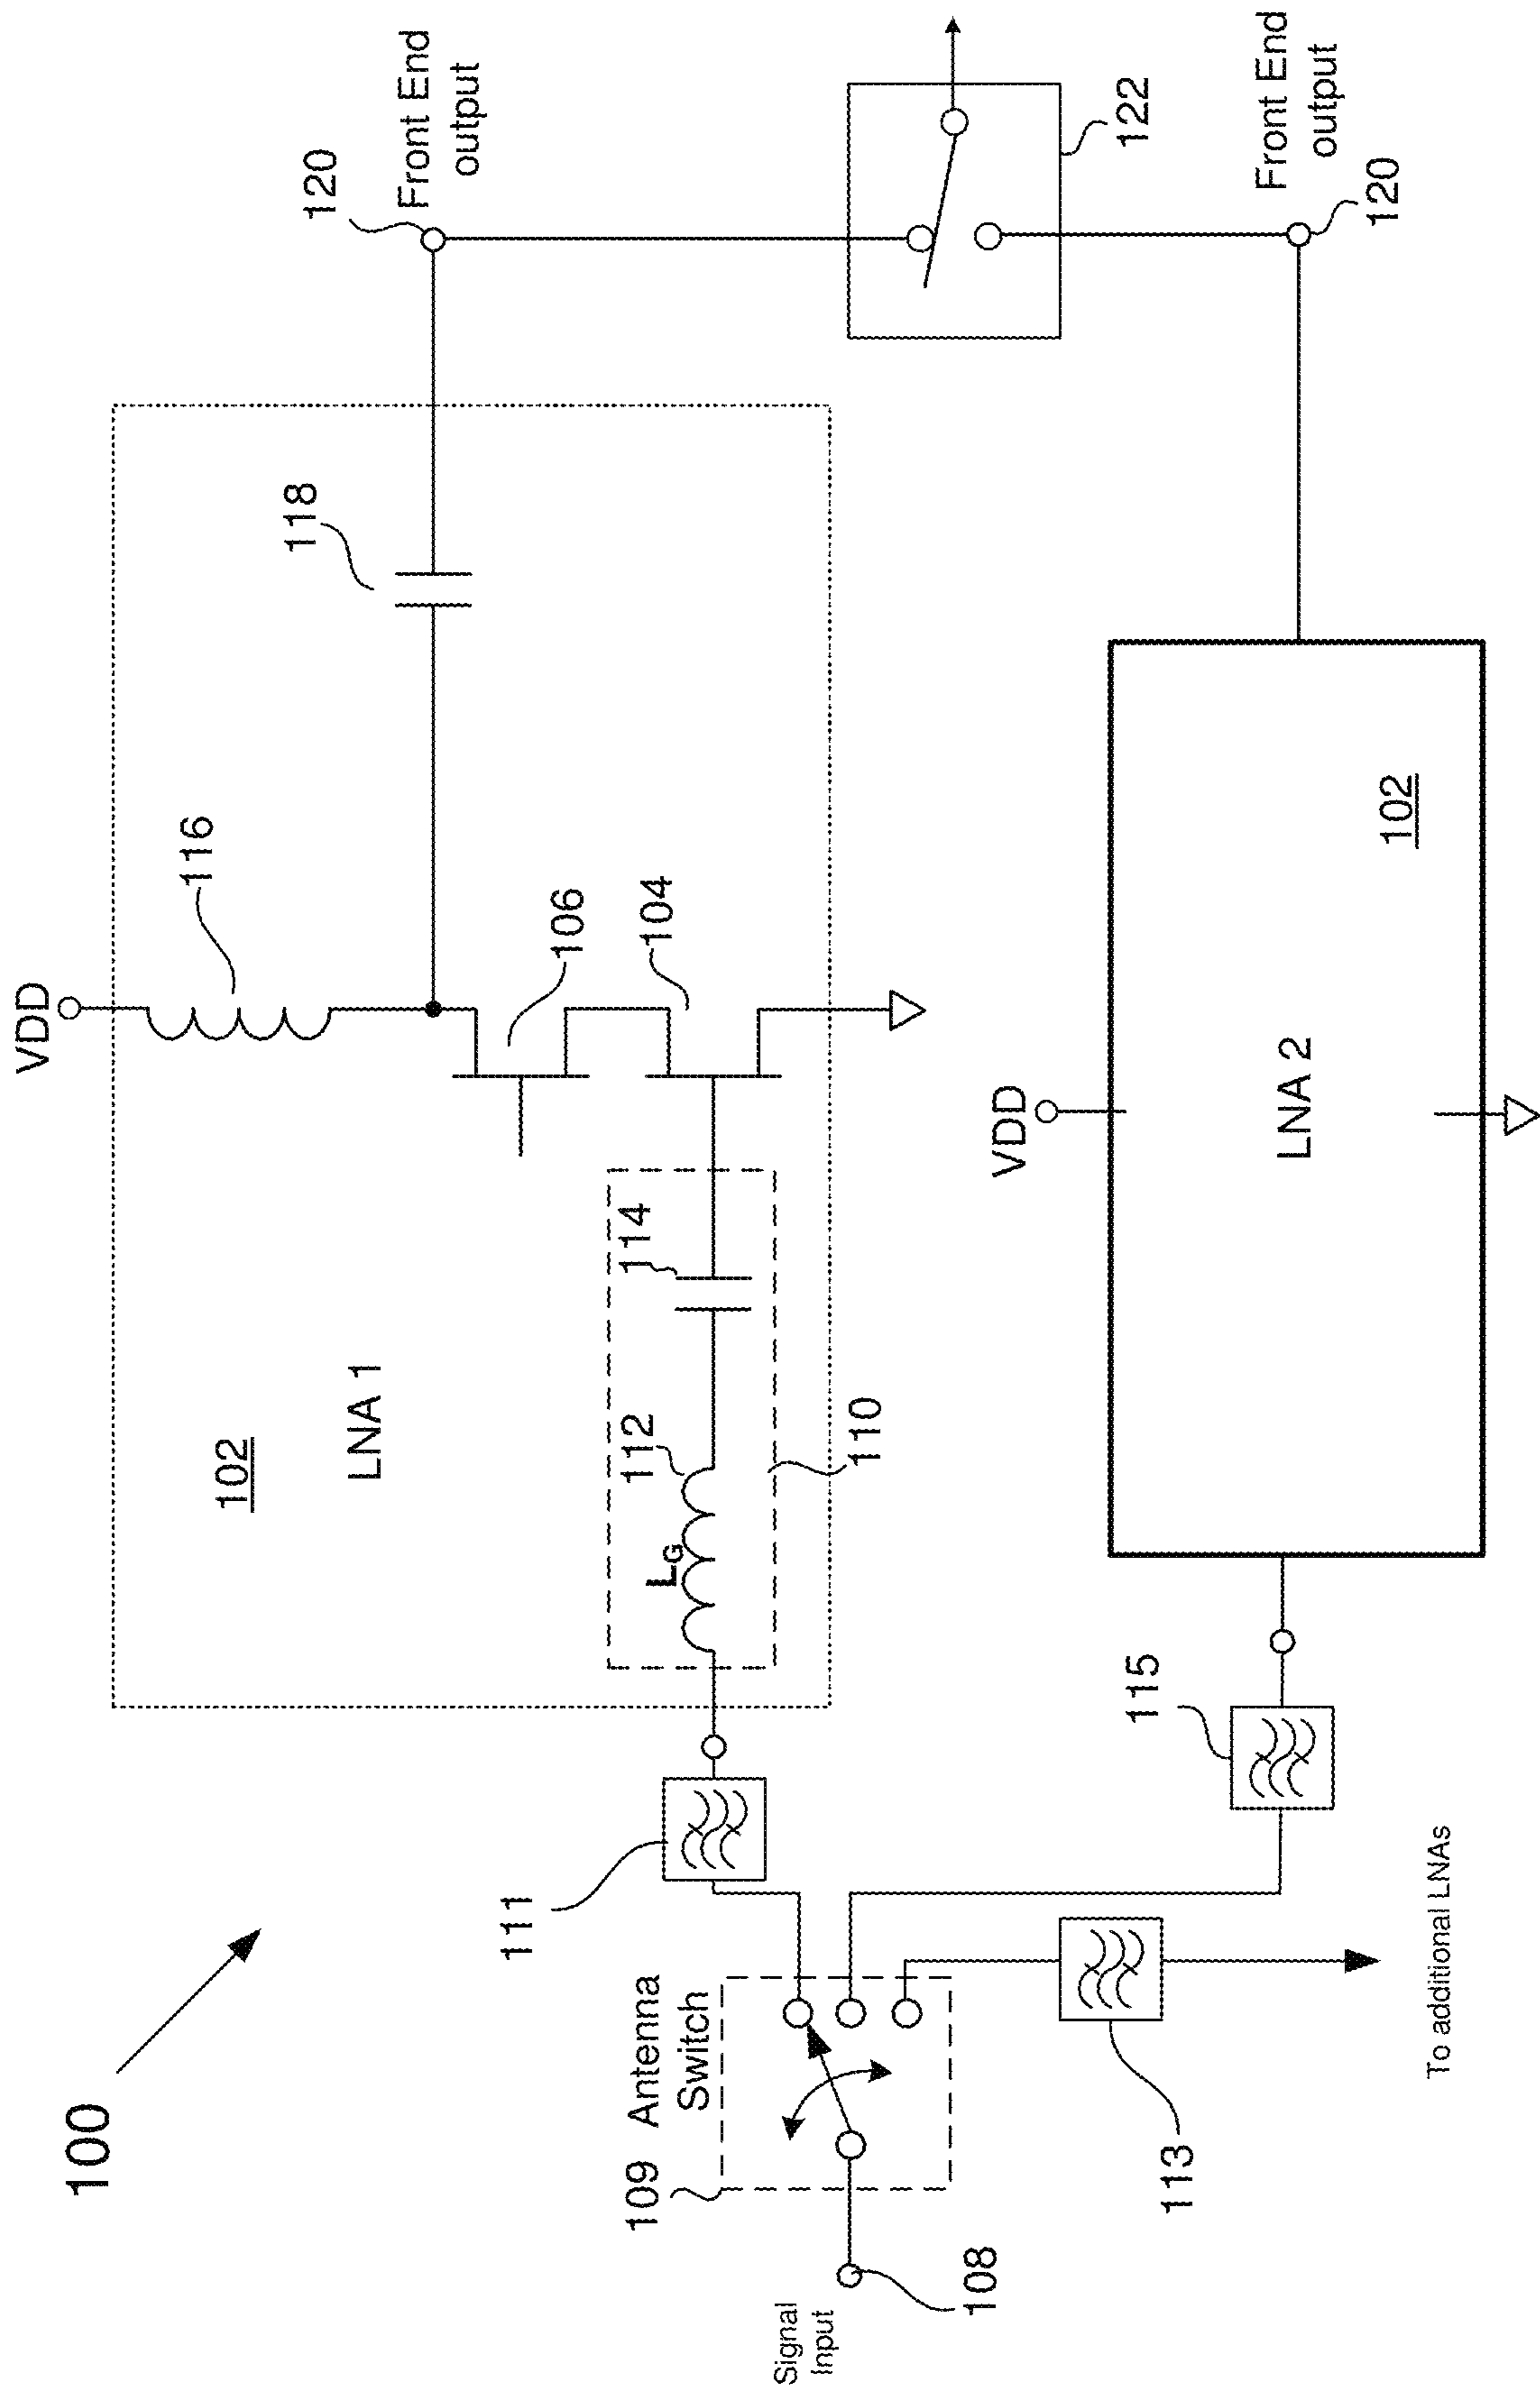 100
VDD
116
102
LNA 1
118
120
Front End
output
106
104
112
114
L_G
110
111
109
Antenna
Switch
Signal
Input
108
113
To additional LNAs
115
VDD
LNA 2
102
122
Front End
output
120